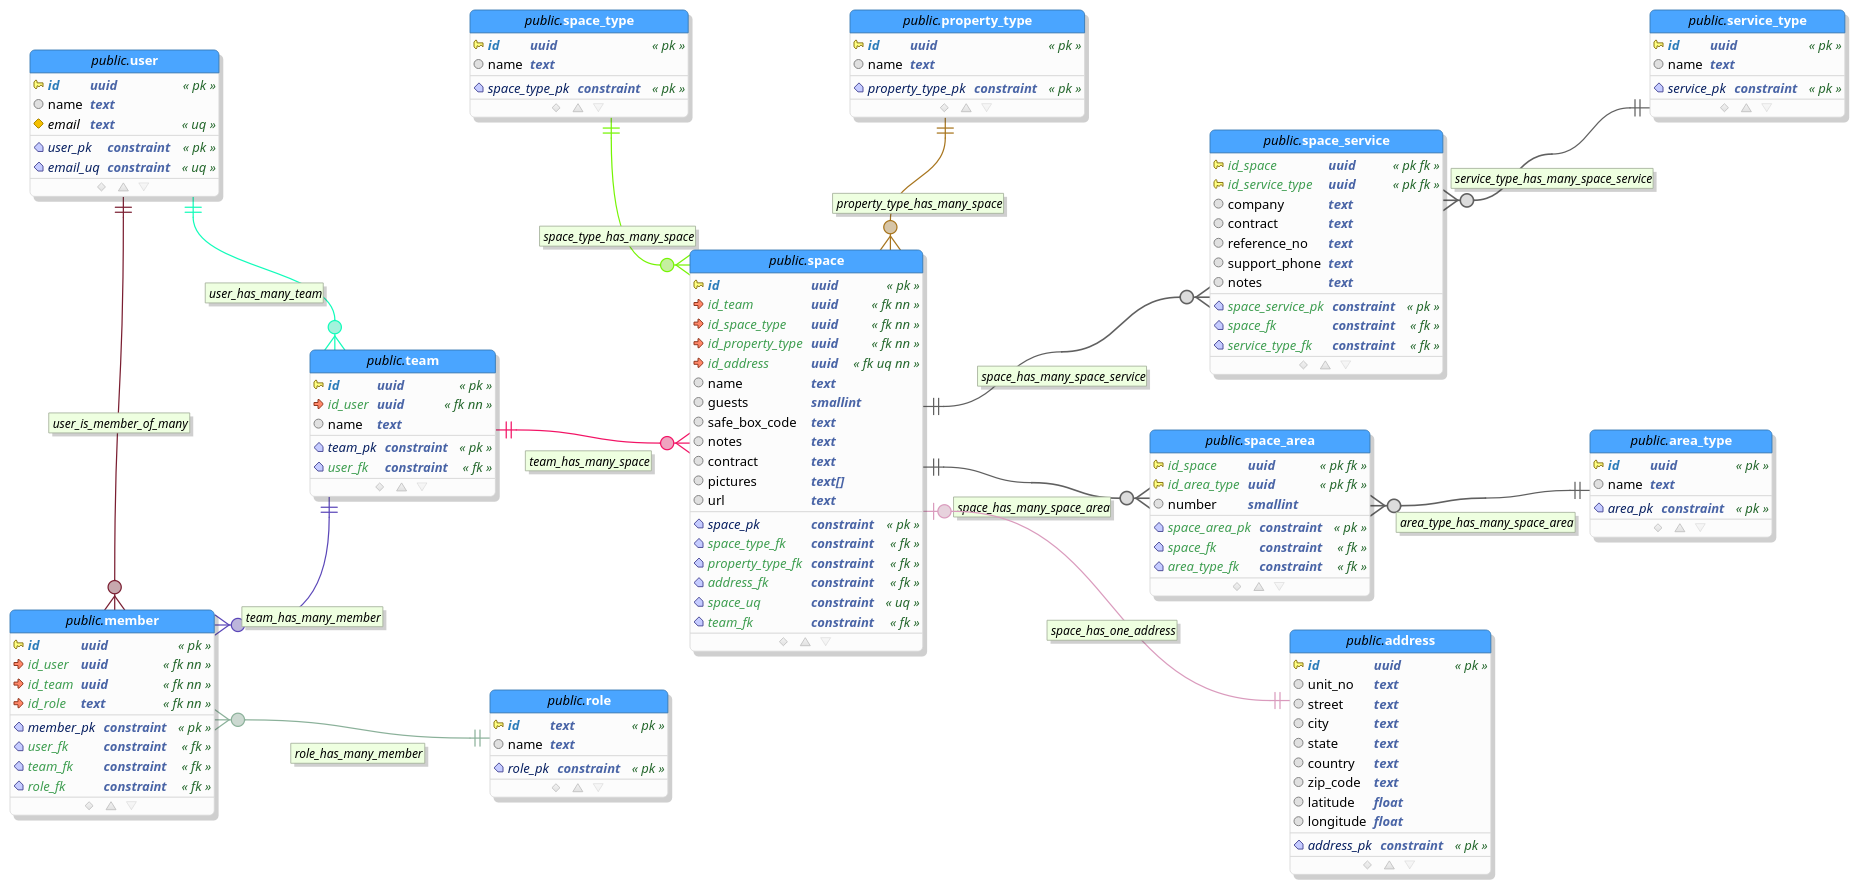 public.user
id uuid « pk »
name text
email text « uq »
user_pk constraint « pk »
email_uq constraint « uq »
public.space_type
id uuid « pk »
name text
space_type_pk constraint « pk »
public.property_type
id uuid « pk »
name text
property_type_pk constraint « pk »
public.service_type
id uuid « pk »
name text
service_pk constraint « pk »
public.space_service
id_space uuid « pk fk »
id_service_type uuid « pk fk »
company text
contract text
reference_no text
support_phone text
notes text
space_service_pk constraint « pk »
space_fk constraint « fk »
service_type_fk constraint « fk »
service_type_has_many_space_service
property_type_has_many_space
space_type_has_many_space
user_has_many_team
public.team
id uuid « pk »
id_user uuid « fk nn »
name text
team_pk constraint « pk »
user_fk constraint « fk »
user_is_member_of_many
team_has_many_space
public.space
id uuid « pk »
id_team uuid « fk nn »
id_space_type uuid « fk nn »
id_property_type uuid « fk nn »
id_address uuid « fk uq nn »
name text
guests smallint
safe_box_code text
notes text
contract text
pictures text[]
url text
space_pk constraint « pk »
space_type_fk constraint « fk »
property_type_fk constraint « fk »
address_fk constraint « fk »
space_uq constraint « uq »
team_fk constraint « fk »
space_has_many_space_service
space_has_many_space_area
public.space_area
id_space uuid « pk fk »
id_area_type uuid « pk fk »
number smallint
space_area_pk constraint « pk »
space_fk constraint « fk »
area_type_fk constraint « fk »
area_type_has_many_space_area
public.area_type
id uuid « pk »
name text
area_pk constraint « pk »
space_has_one_address
public.address
id uuid « pk »
unit_no text
street text
city text
state text
country text
zip_code text
latitude float
longitude float
address_pk constraint « pk »
team_has_many_member
public.member
id uuid « pk »
id_user uuid « fk nn »
id_team uuid « fk nn »
id_role text « fk nn »
member_pk constraint « pk »
user_fk constraint « fk »
team_fk constraint « fk »
role_fk constraint « fk »
role_has_many_member
public.role
id text « pk »
name text
role_pk constraint « pk »